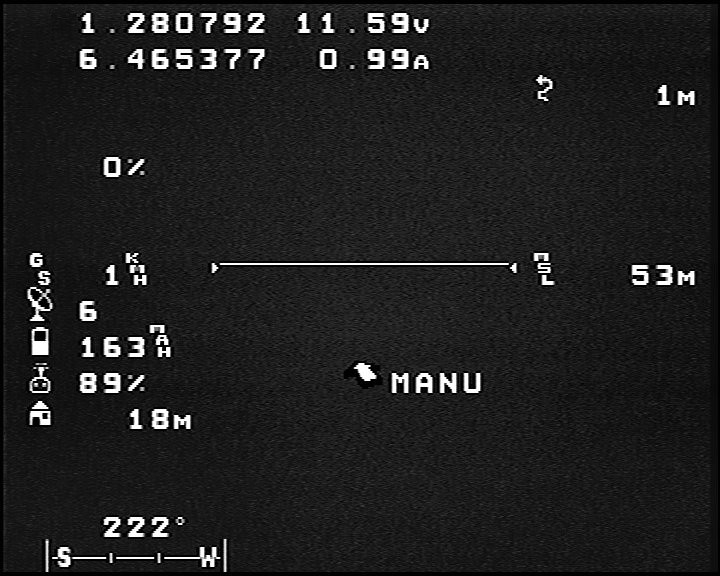 1.280792 11.59V
6.465377 0.99A
1M
0%
GS 1 KMH MSL 53M
6
163 MAH
89% MANU
18M
222°
S W